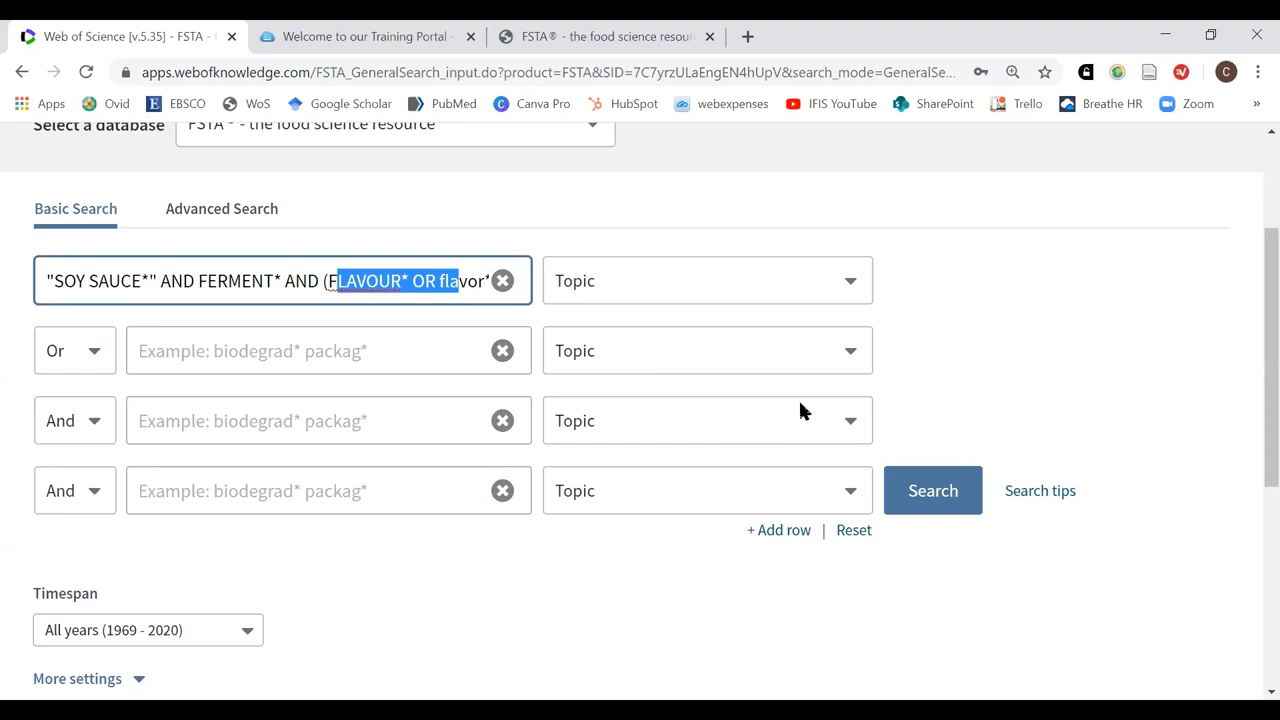 Web of Science [v.5.35] - FSTA -
Welcome to our Training Portal -
FSTA® - the food science resour
apps.webofknowledge.com/FSTA_GeneralSearch_input.do?product=FSTA&SID=7C7yrzULaEngEN4hUpV&search_mode=GeneralSe...
C
Apps Ovid EBSCO WoS Google Scholar PubMed Canva Pro HubSpot webexpenses IFIS YouTube SharePoint Trello Breathe HR Zoom »
Select a database FSTA ® - the food science resource
Basic Search Advanced Search
"SOY SAUCE*" AND FERMENT* AND (FLAVOUR* OR flavor* Topic
Or Example: biodegrad* packag* Topic
And Example: biodegrad* packag* Topic
And Example: biodegrad* packag* Topic Search Search tips
+ Add row | Reset
Timespan
All years (1969 - 2020)
More settings